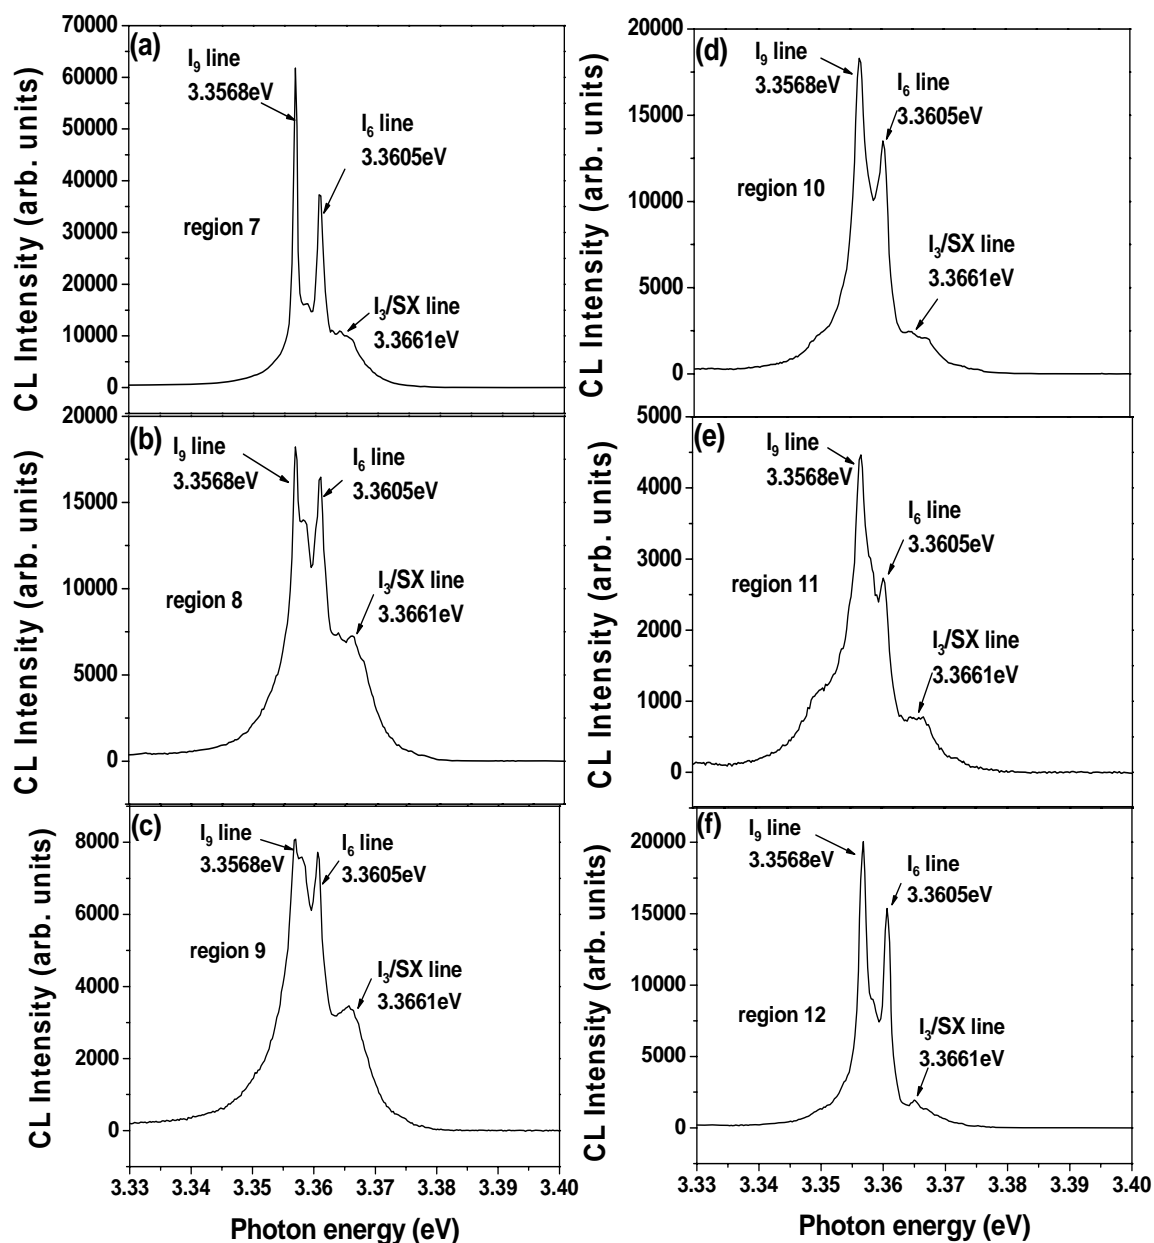 (a)
I₉ line
3.3568eV
I₆ line
3.3605eV
region 7
I₃/SX line
3.3661eV
CL Intensity (arb. units)
70000
60000
50000
40000
30000
20000
10000
0
(b)
I₉ line
3.3568eV
I₆ line
3.3605eV
I₃/SX line
3.3661eV
region 8
CL Intensity (arb. units)
20000
15000
10000
5000
0
(c)
I₉ line
3.3568eV
I₆ line
3.3605eV
region 9
I₃/SX line
3.3661eV
CL Intensity (arb. units)
8000
6000
4000
2000
0
3.33 3.34 3.35 3.36 3.37 3.38 3.39 3.40
Photon energy (eV)
(d)
I₉ line
3.3568eV
I₆ line
3.3605eV
region 10
I₃/SX line
3.3661eV
CL Intensity (arb. units)
20000
15000
10000
5000
0
(e)
I₉ line
3.3568eV
I₆ line
3.3605eV
region 11
I₃/SX line
3.3661eV
CL Intensity (arb. units)
5000
4000
3000
2000
1000
0
(f)
I₉ line
3.3568eV
I₆ line
3.3605eV
region 12
I₃/SX line
3.3661eV
CL Intensity (arb. units)
20000
15000
10000
5000
0
3.33 3.34 3.35 3.36 3.37 3.38 3.39 3.40
Photon energy (eV)